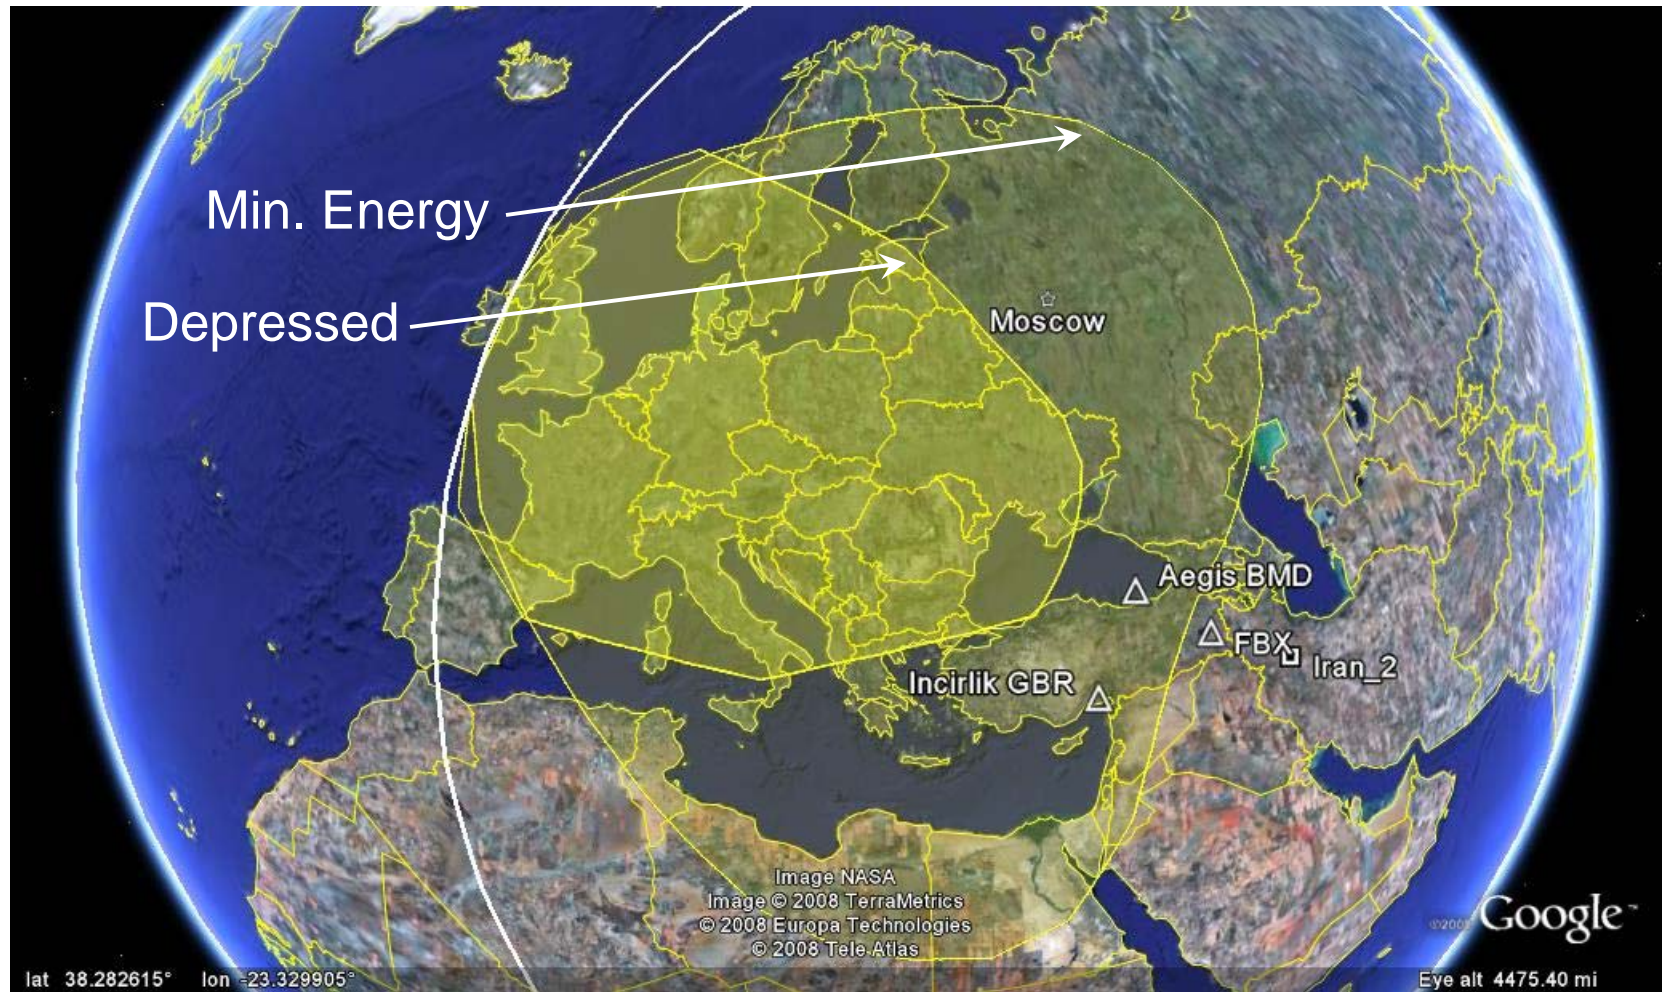 Min. Energy
Depressed
Moscow
Aegis BMD
FBX
Iran_2
Incirlik GBR
Image NASA
Image © 2008 TerraMetrics
© 2008 Europa Technologies
© 2008 Tele Atlas
Google
lat 38.282615° lon -23.329905°
Eye alt 4475.40 mi